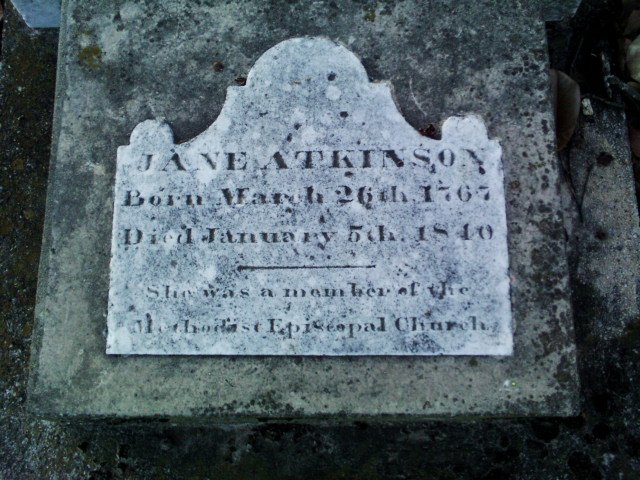 JANE ATKINSON
Born March 26th, 1767
Died January 5th, 1840
She was a member of the
Methodist Episcopal Church,